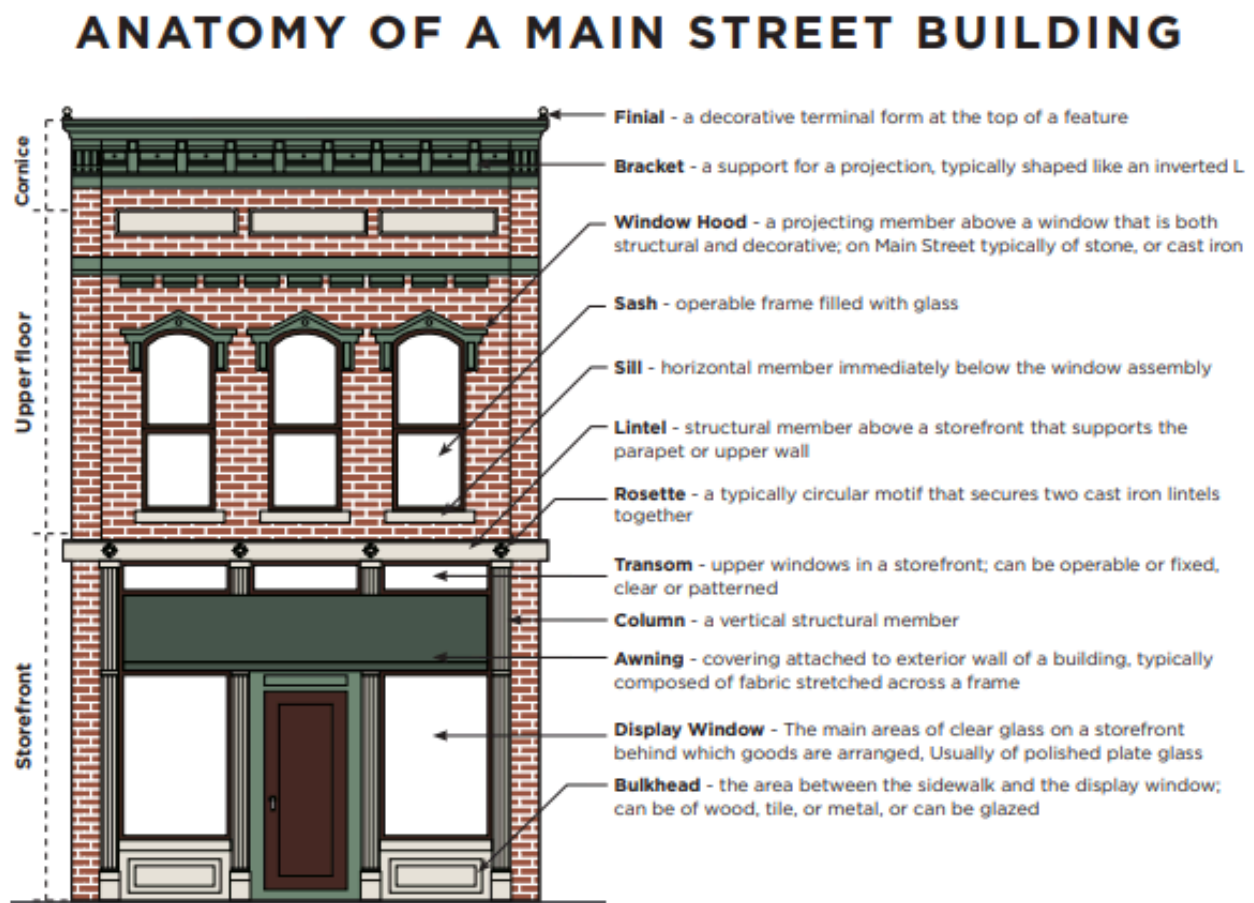 ANATOMY OF A MAIN STREET BUILDING
Cornice
Upper floor
Storefront
Finial - a decorative terminal form at the top of a feature
Bracket - a support for a projection, typically shaped like an inverted L
Window Hood - a projecting member above a window that is both
structural and decorative; on Main Street typically of stone, or cast iron
Sash - operable frame filled with glass
Sill - horizontal member immediately below the window assembly
Lintel - structural member above a storefront that supports the
parapet or upper wall
Rosette - a typically circular motif that secures two cast iron lintels
together
Transom - upper windows in a storefront; can be operable or fixed,
clear or patterned
Column - a vertical structural member
Awning - covering attached to exterior wall of a building, typically
composed of fabric stretched across a frame
Display Window - The main areas of clear glass on a storefront
behind which goods are arranged, Usually of polished plate glass
Bulkhead - the area between the sidewalk and the display window;
can be of wood, tile, or metal, or can be glazed